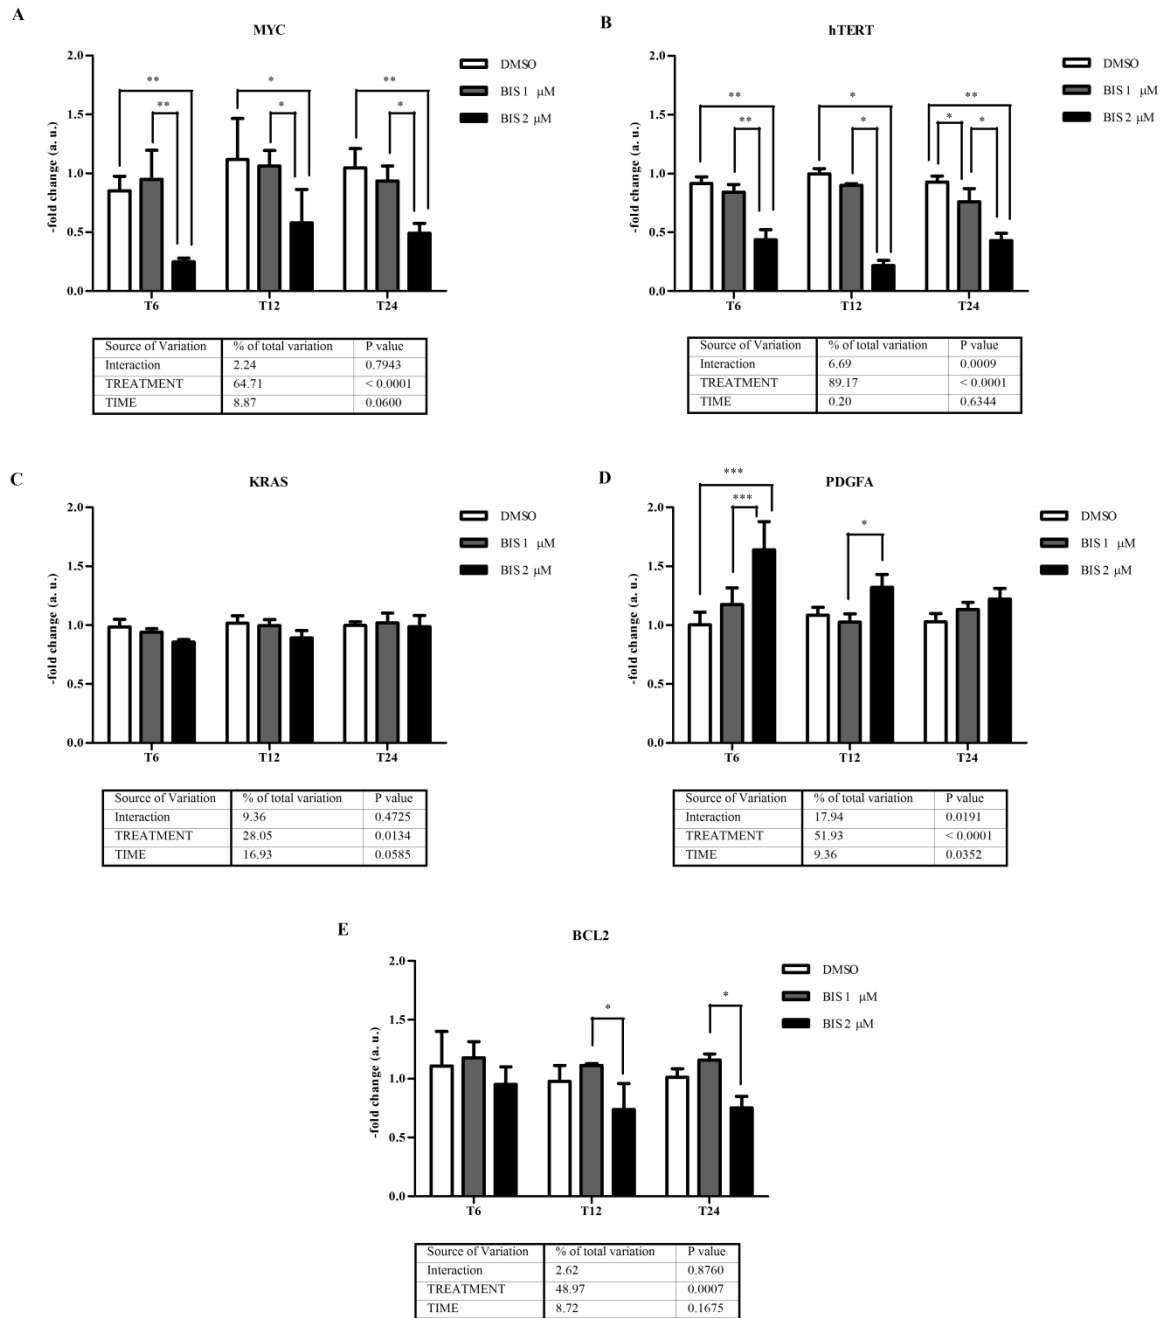 A
MYC
2.0
1.5
1.0
0.5
0.0
-fold change (a. u.)
** ** * * ** *
T6 T12 T24
DMSO
BIS 1 μM
BIS 2 μM
Source of Variation % of total variation P value
Interaction 2.24 0.7943
TREATMENT 64.71 < 0.0001
TIME 8.87 0.0600
B
hTERT
2.0
1.5
1.0
0.5
0.0
-fold change (a. u.)
** ** * * ** * *
T6 T12 T24
DMSO
BIS 1 μM
BIS 2 μM
Source of Variation % of total variation P value
Interaction 6.69 0.0009
TREATMENT 89.17 < 0.0001
TIME 0.20 0.6344
C
KRAS
2.0
1.5
1.0
0.5
0.0
-fold change (a. u.)
T6 T12 T24
DMSO
BIS 1 μM
BIS 2 μM
Source of Variation % of total variation P value
Interaction 9.36 0.4725
TREATMENT 28.05 0.0134
TIME 16.93 0.0585
D
PDGFA
2.0
1.5
1.0
0.5
0.0
-fold change (a. u.)
*** *** *
T6 T12 T24
DMSO
BIS 1 μM
BIS 2 μM
Source of Variation % of total variation P value
Interaction 17.94 0.0191
TREATMENT 51.93 < 0.0001
TIME 9.36 0.0352
E
BCL2
2.0
1.5
1.0
0.5
0.0
-fold change (a. u.)
* *
T6 T12 T24
DMSO
BIS 1 μM
BIS 2 μM
Source of Variation % of total variation P value
Interaction 2.62 0.8760
TREATMENT 48.97 0.0007
TIME 8.72 0.1675